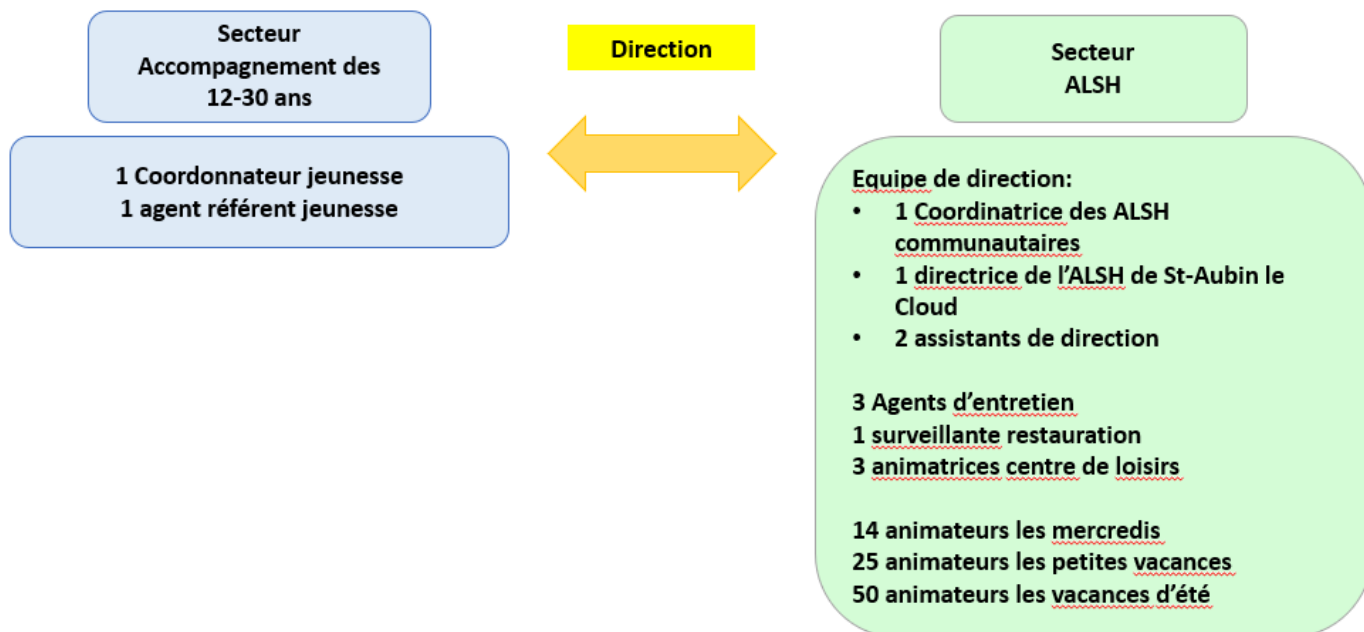 Secteur
Accompagnement des
12-30 ans
1 Coordonnateur jeunesse
1 agent référent jeunesse
Direction
Secteur
ALSH
Equipe de direction:
• 1 Coordinatrice des ALSH
communautaires
• 1 directrice de l’ALSH de St-Aubin le
Cloud
• 2 assistants de direction
3 Agents d’entretien
1 surveillante restauration
3 animatrices centre de loisirs
14 animateurs les mercredis
25 animateurs les petites vacances
50 animateurs les vacances d’été